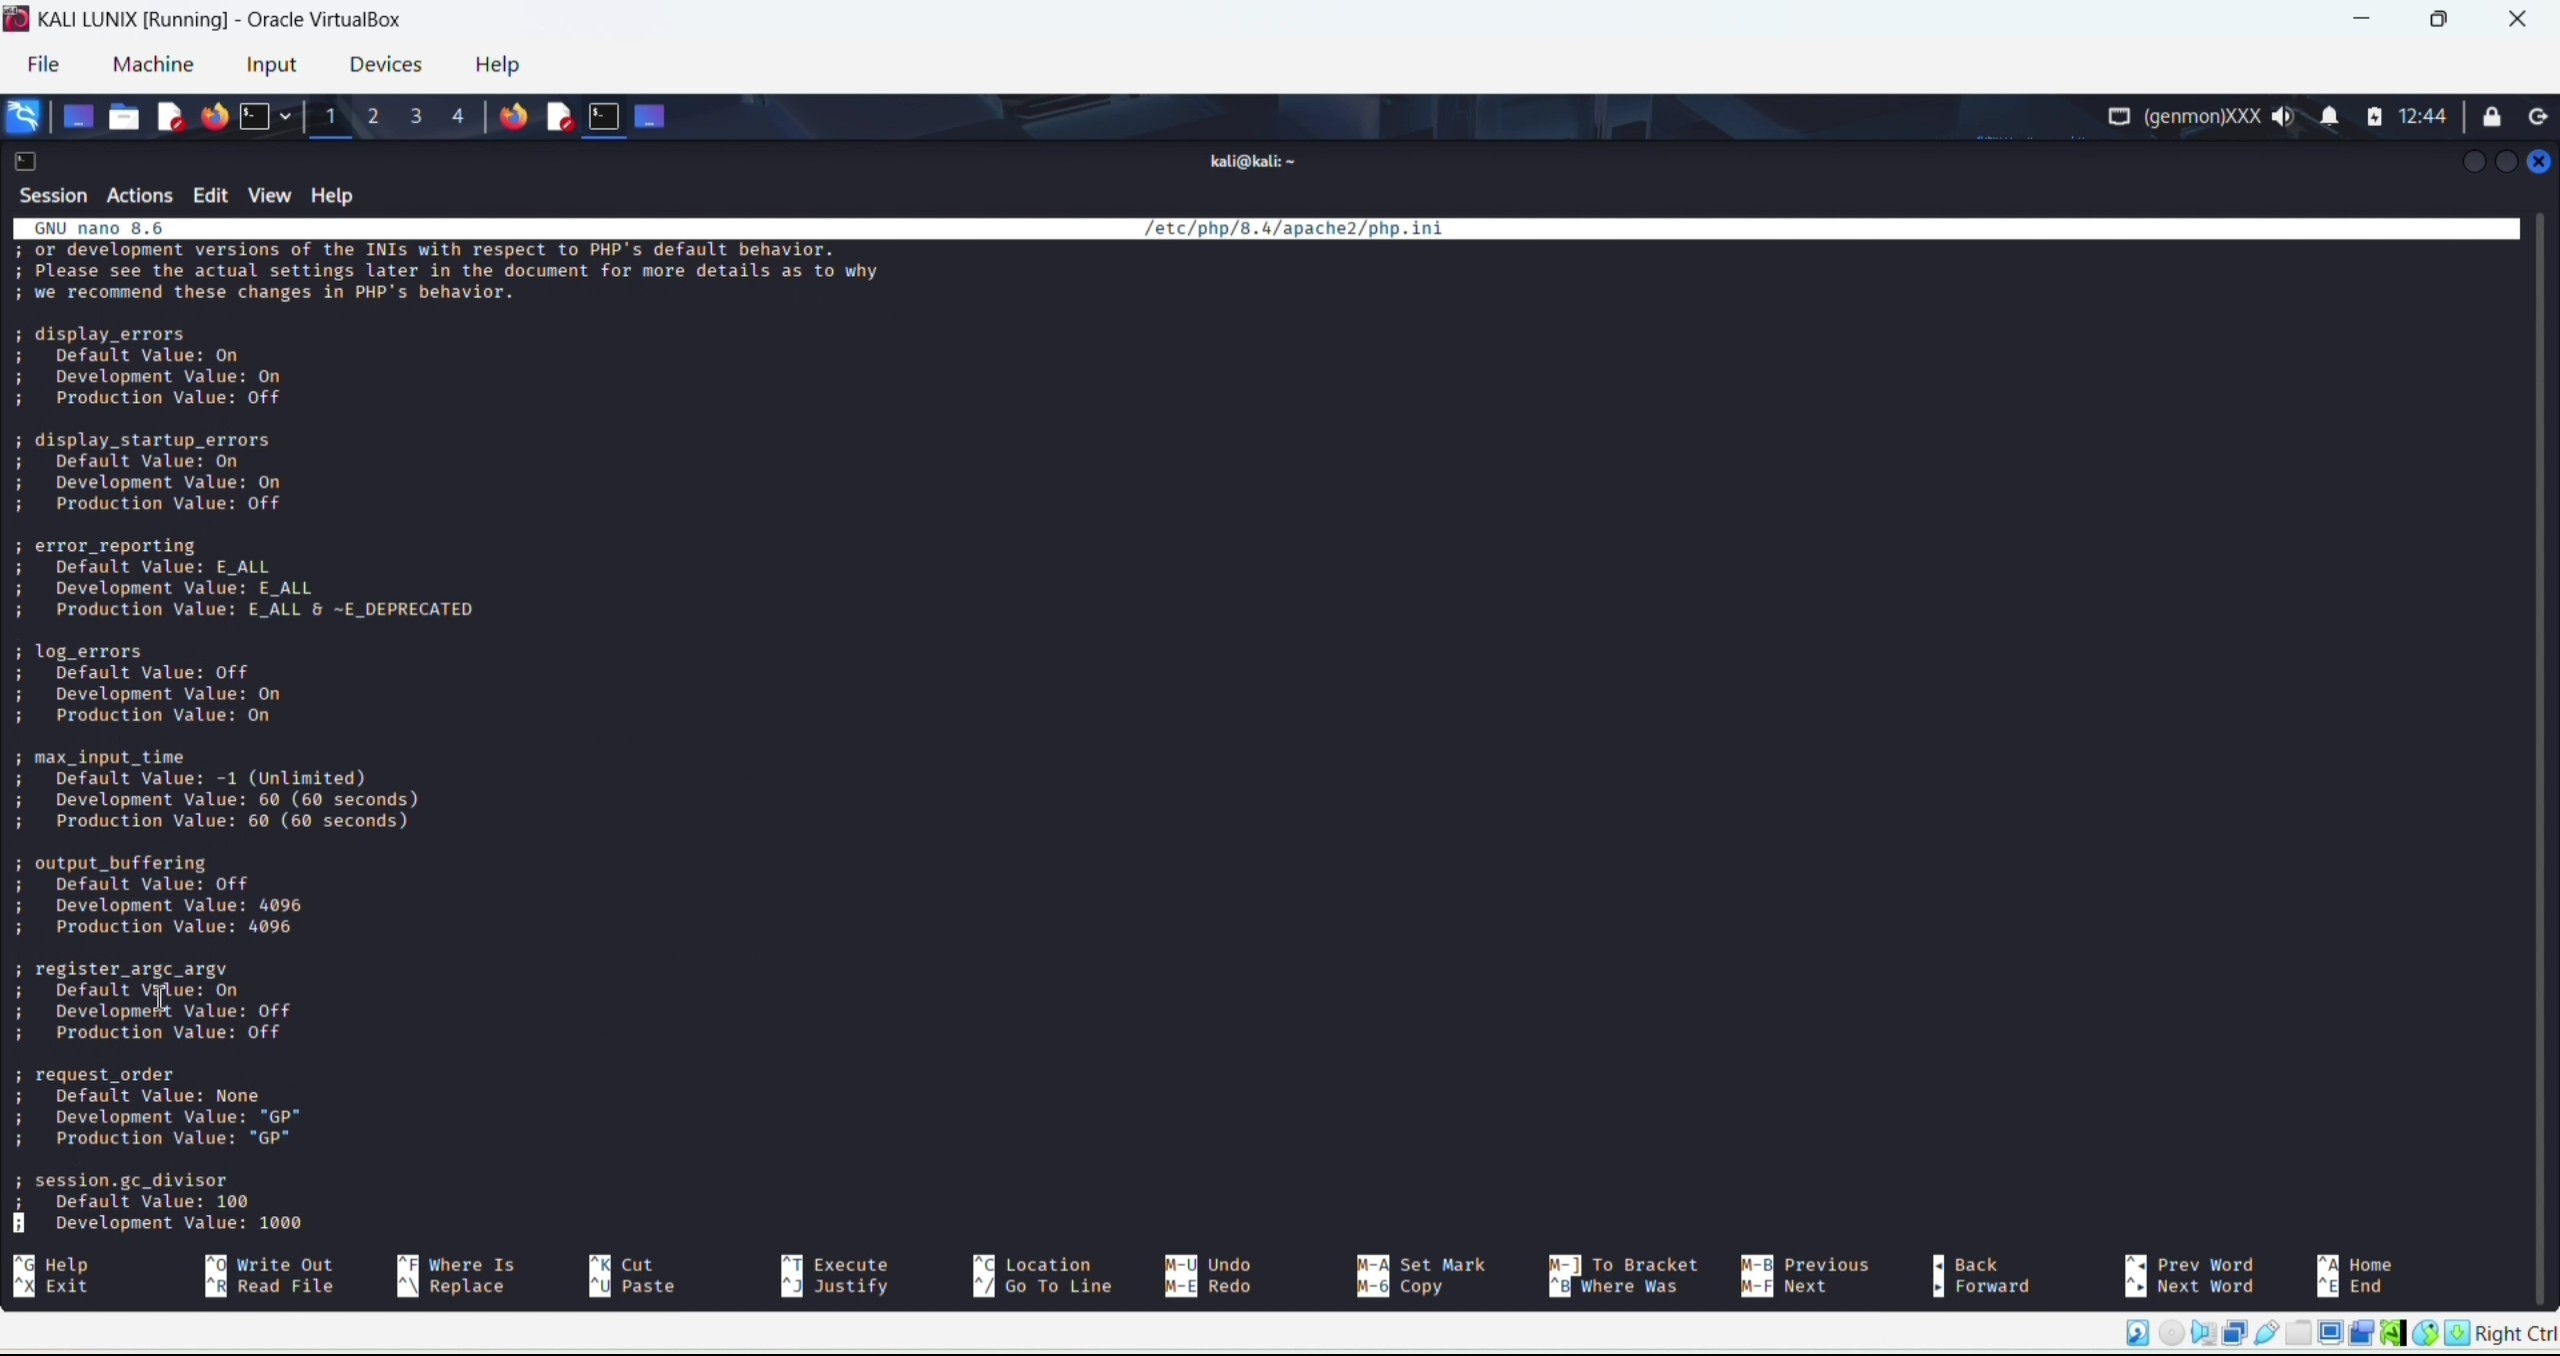 KALI LUNIX [Running] - Oracle VirtualBox
File Machine Input Devices Help
1 2 3 4 (genmon)XXX 12:44
kali@kali: ~
Session Actions Edit View Help
GNU nano 8.6 /etc/php/8.4/apache2/php.ini
; or development versions of the INIs with respect to PHP's default behavior.
; Please see the actual settings later in the document for more details as to why
; we recommend these changes in PHP's behavior.
; display_errors
;   Default Value: On
;   Development Value: On
;   Production Value: Off
; display_startup_errors
;   Default Value: On
;   Development Value: On
;   Production Value: Off
; error_reporting
;   Default Value: E_ALL
;   Development Value: E_ALL
;   Production Value: E_ALL & ~E_DEPRECATED
; log_errors
;   Default Value: Off
;   Development Value: On
;   Production Value: On
; max_input_time
;   Default Value: -1 (Unlimited)
;   Development Value: 60 (60 seconds)
;   Production Value: 60 (60 seconds)
; output_buffering
;   Default Value: Off
;   Development Value: 4096
;   Production Value: 4096
; register_argc_argv
;   Default Value: On
;   Development Value: Off
;   Production Value: Off
; request_order
;   Default Value: None
;   Development Value: "GP"
;   Production Value: "GP"
; session.gc_divisor
;   Default Value: 100
;   Development Value: 1000
^G Help ^O Write Out ^F Where Is ^K Cut ^T Execute ^C Location M-U Undo M-A Set Mark M-] To Bracket M-B Previous ◂ Back ^◂ Prev Word ^A Home
^X Exit ^R Read File ^\ Replace ^U Paste ^J Justify ^/ Go To Line M-E Redo M-6 Copy ^B Where Was M-F Next ▸ Forward ^▸ Next Word ^E End
Right Ctrl